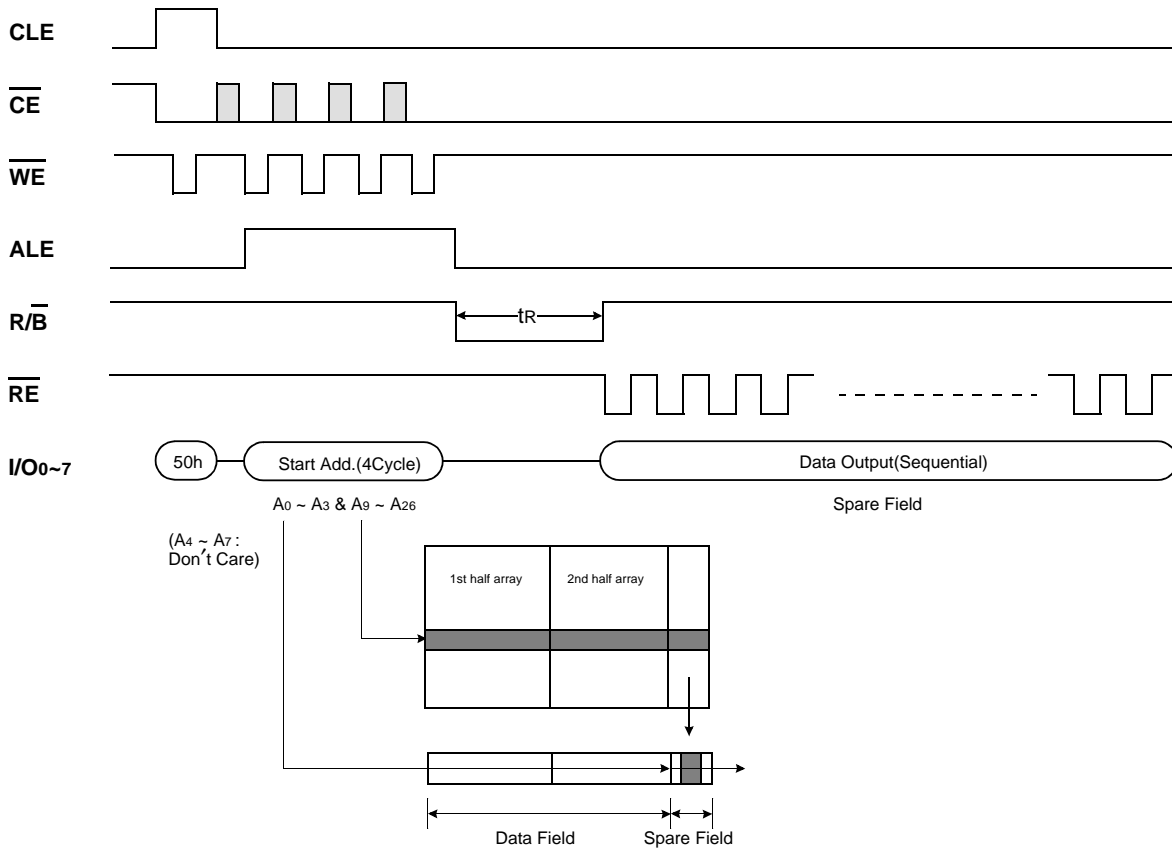 CLE
CE
WE
ALE
R/B
tR
RE
I/O0~7
50h
Start Add.(4Cycle)
Data Output(Sequential)
A0 ~ A3 & A9 ~ A26
Spare Field
(A4 ~ A7 :
Don't Care)
1st half array
2nd half array
Data Field
Spare Field